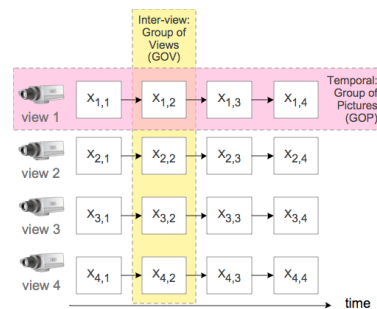 Inter-view:
Group of
Views
(GOV)
Temporal:
Group of
Pictures
(GOP)
view 1
X1,1 X1,2 X1,3 X1,4
view 2
X2,1 X2,2 X2,3 X2,4
view 3
X3,1 X3,2 X3,3 X3,4
view 4
X4,1 X4,2 X4,3 X4,4
time